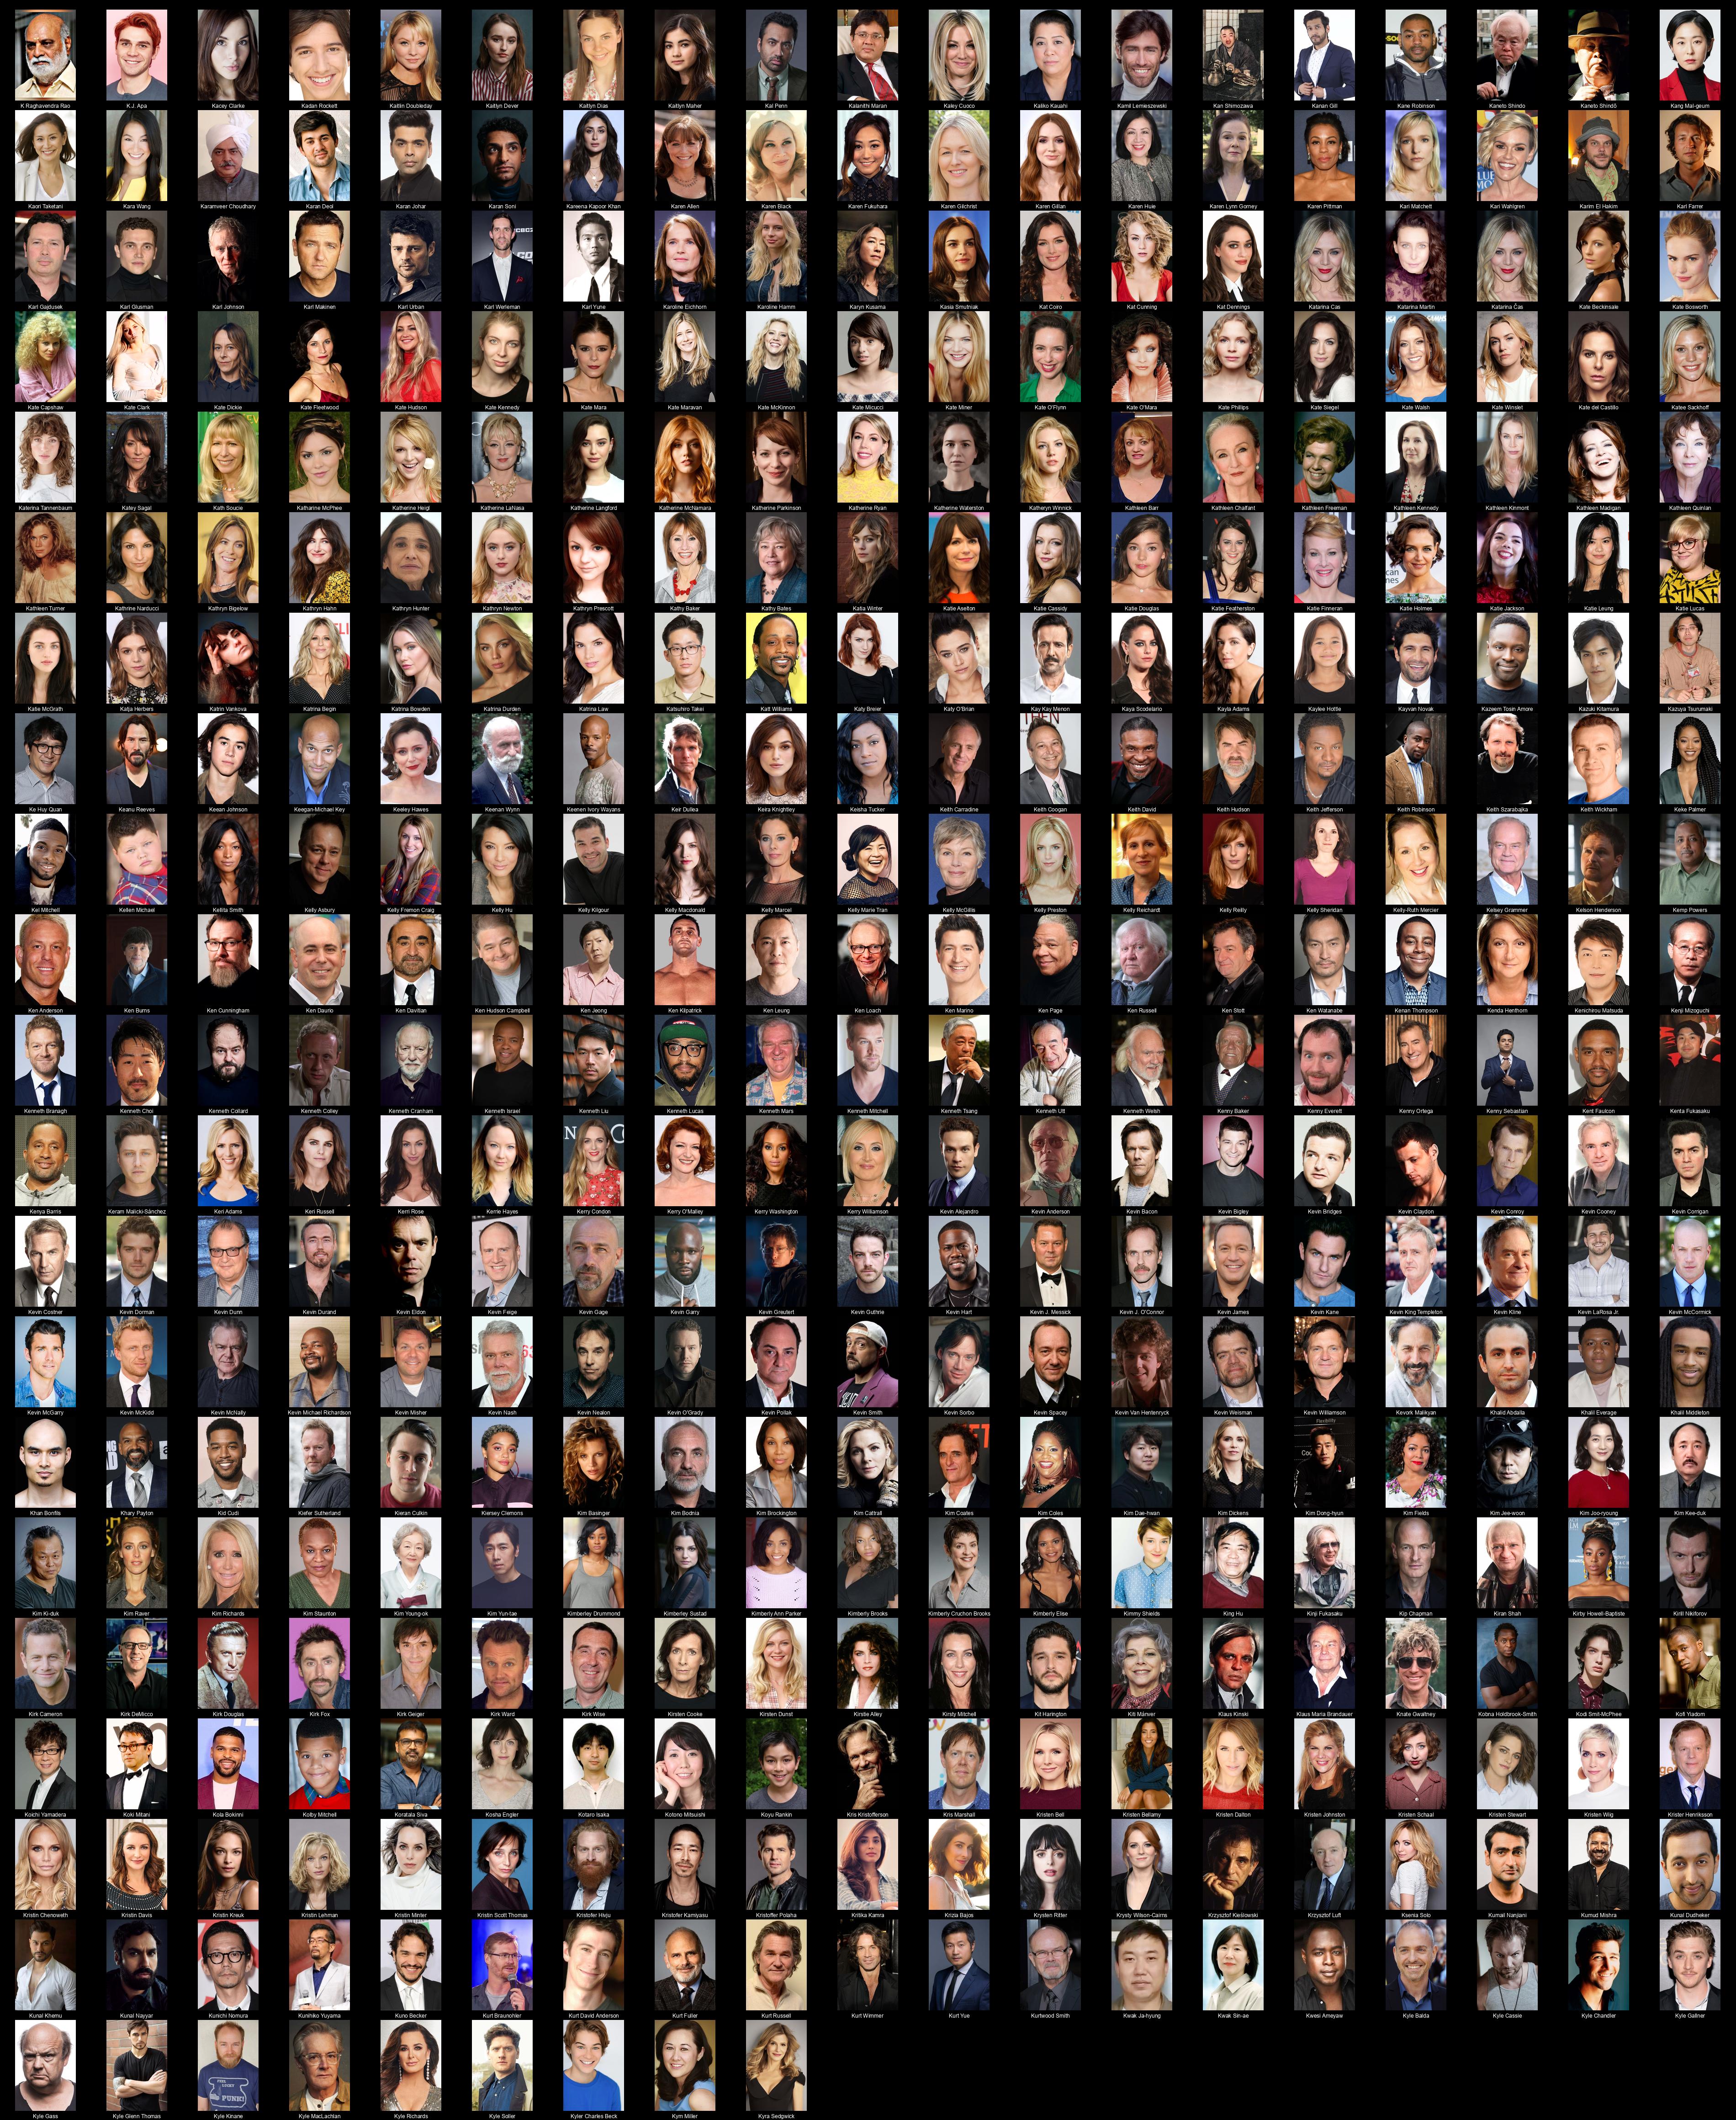 K Raghavendra Rao K.J. Apa Kacey Clarke Kadan Rockett Kaitlin Doubleday Kaitlyn Dever Kaitlyn Dias Kaitlyn Maher Kal Penn Kalanithi Maran Kaley Cuoco Kaliko Kauahi Kamil Lemieszewski Kan Shimozawa Kanan Gill Kane Robinson Kaneto Shindo Kaneto Shindō Kang Mal-geum
Kaori Taketani Kara Wang Karamveer Choudhary Karan Deol Karan Johar Karan Soni Kareena Kapoor Khan Karen Allen Karen Black Karen Fukuhara Karen Gilchrist Karen Gillan Karen Huie Karen Lynn Gorney Karen Pittman Kari Matchett Kari Wahlgren Karim El Hakim Karl Farrer
Karl Gajdusek Karl Glusman Karl Johnson Karl Makinen Karl Urban Karl Werleman Karl Yune Karoline Eichhorn Karoline Hamm Karyn Kusama Kasia Smutniak Kat Coiro Kat Cunning Kat Dennings Katarina Cas Katarina Martin Katarina Čas Kate Beckinsale Kate Bosworth
Kate Capshaw Kate Clark Kate Dickie Kate Fleetwood Kate Hudson Kate Kennedy Kate Mara Kate Maravan Kate McKinnon Kate Micucci Kate Miner Kate O'Flynn Kate O'Mara Kate Phillips Kate Siegel Kate Walsh Kate Winslet Kate del Castillo Katee Sackhoff
Katerina Tannenbaum Katey Sagal Kath Soucie Katharine McPhee Katherine Heigl Katherine LaNasa Katherine Langford Katherine McNamara Katherine Parkinson Katherine Ryan Katherine Waterston Katheryn Winnick Kathleen Barr Kathleen Chalfant Kathleen Freeman Kathleen Kennedy Kathleen Kinmont Kathleen Madigan Kathleen Quinlan
Kathleen Turner Kathrine Narducci Kathryn Bigelow Kathryn Hahn Kathryn Hunter Kathryn Newton Kathryn Prescott Kathy Baker Kathy Bates Katia Winter Katie Aselton Katie Cassidy Katie Douglas Katie Featherston Katie Finneran Katie Holmes Katie Jackson Katie Leung Katie Lucas
Katie McGrath Katja Herbers Katrin Vankova Katrina Begin Katrina Bowden Katrina Durden Katrina Law Katsuhiro Takei Katt Williams Katy Breier Katy O'Brian Kay Kay Menon Kaya Scodelario Kayla Adams Kaylee Hottle Kayvan Novak Kazeem Tosin Amore Kazuki Kitamura Kazuya Tsurumaki
Ke Huy Quan Keanu Reeves Keean Johnson Keegan-Michael Key Keeley Hawes Keenan Wynn Keenen Ivory Wayans Keir Dullea Keira Knightley Keisha Tucker Keith Carradine Keith Coogan Keith David Keith Hudson Keith Jefferson Keith Robinson Keith Szarabajka Keith Wickham Keke Palmer
Kel Mitchell Kellen Michael Kellita Smith Kelly Asbury Kelly Fremon Craig Kelly Hu Kelly Kilgour Kelly Macdonald Kelly Marcel Kelly Marie Tran Kelly McGillis Kelly Preston Kelly Reichardt Kelly Reilly Kelly Sheridan Kelly-Ruth Mercier Kelsey Grammer Kelson Henderson Kemp Powers
Ken Anderson Ken Burns Ken Cunningham Ken Daurio Ken Davitian Ken Hudson Campbell Ken Jeong Ken Kilpatrick Ken Leung Ken Loach Ken Marino Ken Page Ken Russell Ken Stott Ken Watanabe Kenan Thompson Kenda Henthorn Kenichirou Matsuda Kenji Mizoguchi
Kenneth Branagh Kenneth Choi Kenneth Collard Kenneth Colley Kenneth Cranham Kenneth Israel Kenneth Liu Kenneth Lucas Kenneth Mars Kenneth Mitchell Kenneth Tsang Kenneth Utt Kenneth Welsh Kenny Baker Kenny Everett Kenny Ortega Kenny Sebastian Kent Faulcon Kenta Fukasaku
Kenya Barris Keram Malicki-Sánchez Keri Adams Keri Russell Kerri Rose Kerrie Hayes Kerry Condon Kerry O'Malley Kerry Washington Kerry Williamson Kevin Alejandro Kevin Anderson Kevin Bacon Kevin Bigley Kevin Bridges Kevin Claydon Kevin Conroy Kevin Cooney Kevin Corrigan
Kevin Costner Kevin Dorman Kevin Dunn Kevin Durand Kevin Eldon Kevin Feige Kevin Gage Kevin Garry Kevin Greutert Kevin Guthrie Kevin Hart Kevin J. Messick Kevin J. O'Connor Kevin James Kevin Kane Kevin King Templeton Kevin Kline Kevin LaRosa Jr. Kevin McCormick
Kevin McGarry Kevin McKidd Kevin McNally Kevin Michael Richardson Kevin Misher Kevin Nash Kevin Nealon Kevin O'Grady Kevin Pollak Kevin Smith Kevin Sorbo Kevin Spacey Kevin Van Hentenryck Kevin Weisman Kevin Williamson Kevork Malikyan Khalid Abdalla Khalil Everage Khalil Middleton
Khan Bonfils Khary Payton Kid Cudi Kiefer Sutherland Kieran Culkin Kiersey Clemons Kim Basinger Kim Bodnia Kim Brockington Kim Cattrall Kim Coates Kim Coles Kim Dae-hwan Kim Dickens Kim Dong-hyun Kim Fields Kim Jee-woon Kim Joo-ryoung Kim Kee-duk
Kim Ki-duk Kim Raver Kim Richards Kim Staunton Kim Young-ok Kim Yun-tae Kimberley Drummond Kimberley Sustad Kimberly Ann Parker Kimberly Brooks Kimberly Cruchon Brooks Kimberly Elise Kimmy Shields King Hu Kinji Fukasaku Kip Chapman Kiran Shah Kirby Howell-Baptiste Kirill Nikiforov
Kirk Cameron Kirk DeMicco Kirk Douglas Kirk Fox Kirk Geiger Kirk Ward Kirk Wise Kirsten Cooke Kirsten Dunst Kirstie Alley Kirsty Mitchell Kit Harington Kiti Mánver Klaus Kinski Klaus Maria Brandauer Knate Gwaltney Kobna Holdbrook-Smith Kodi Smit-McPhee Kofi Yiadom
Koichi Yamadera Koki Mitani Kola Bokinni Kolby Mitchell Koratala Siva Kosha Engler Kotaro Isaka Kotono Mitsuishi Koyu Rankin Kris Kristofferson Kris Marshall Kristen Bell Kristen Bellamy Kristen Dalton Kristen Johnston Kristen Schaal Kristen Stewart Kristen Wiig Krister Henriksson
Kristin Chenoweth Kristin Davis Kristin Kreuk Kristin Lehman Kristin Minter Kristin Scott Thomas Kristofer Hivju Kristofer Kamiyasu Kristoffer Polaha Kritika Kamra Krizia Bajos Krysten Ritter Krysty Wilson-Cairns Krzysztof Kieślowski Krzysztof Luft Ksenia Solo Kumail Nanjiani Kumud Mishra Kunal Dudheker
Kunal Khemu Kunal Nayyar Kunichi Nomura Kunihiko Yuyama Kuno Becker Kurt Braunohler Kurt David Anderson Kurt Fuller Kurt Russell Kurt Wimmer Kurt Yue Kurtwood Smith Kwak Ja-hyung Kwak Sin-ae Kwesi Ameyaw Kyle Balda Kyle Cassie Kyle Chandler Kyle Gallner
Kyle Gass Kyle Glenn Thomas Kyle Kinane Kyle MacLachlan Kyle Richards Kyle Soller Kyler Charles Beck Kym Miller Kyra Sedgwick